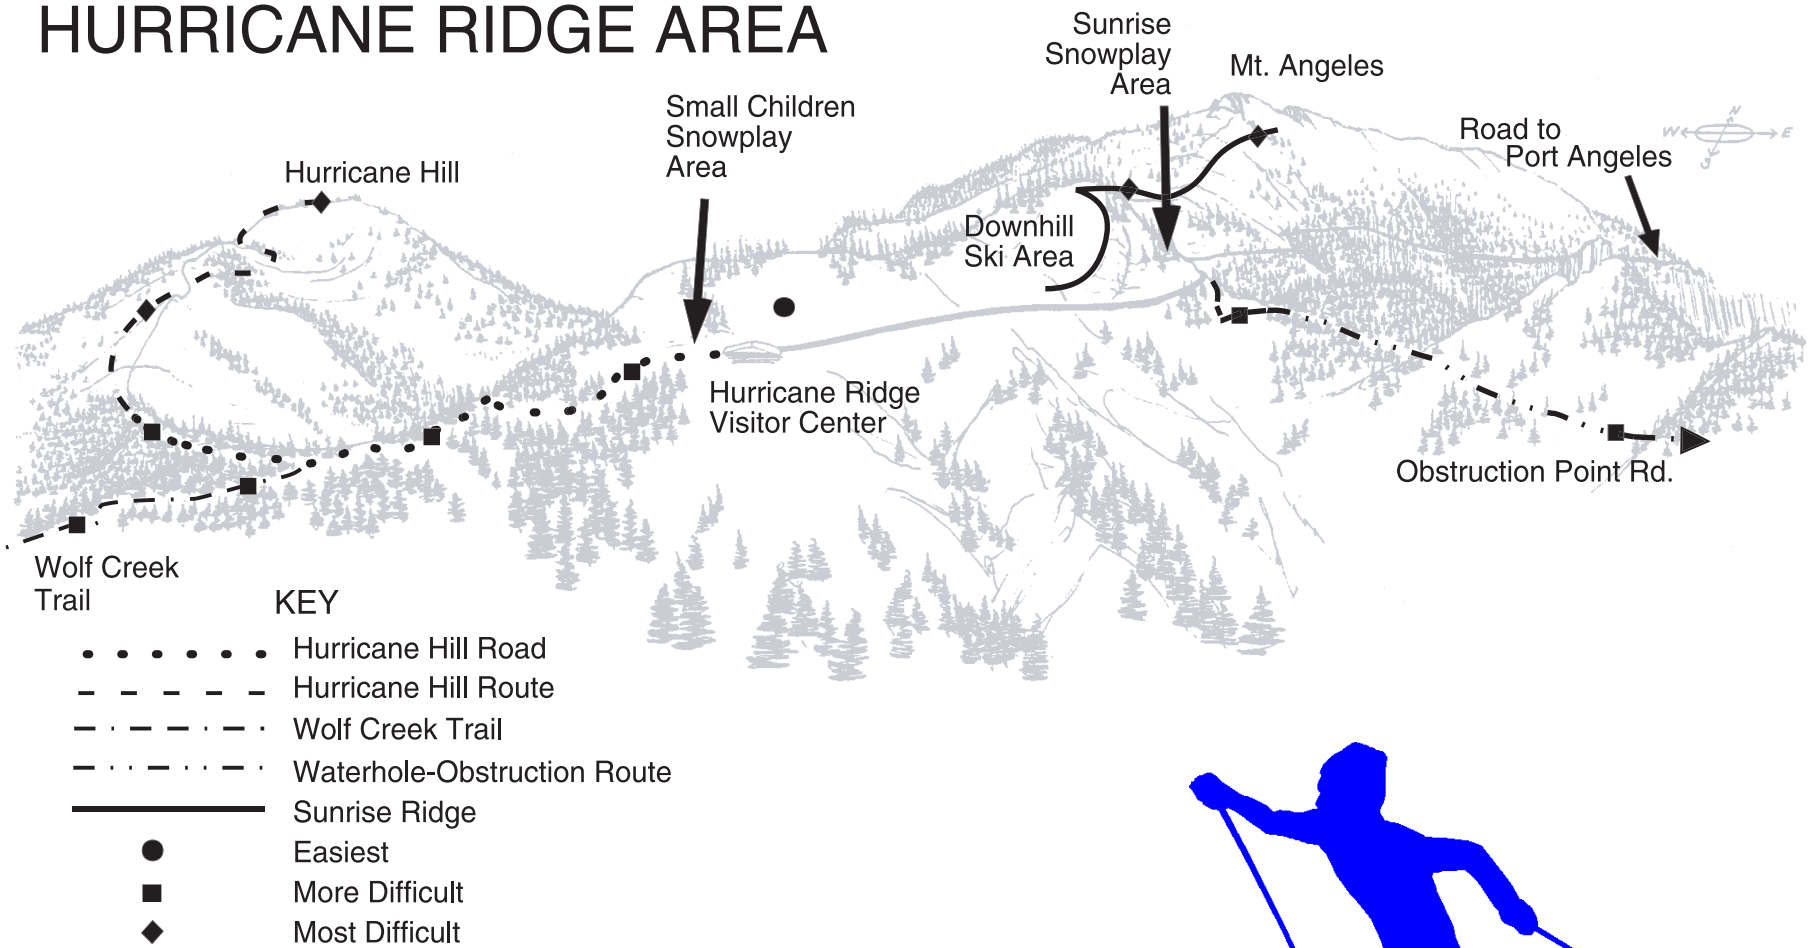 HURRICANE RIDGE AREA
Sunrise
Snowplay
Area
Mt. Angeles
Small Children
Snowplay
Area
Road to
Port Angeles
N
W
E
S
Hurricane Hill
Downhill
Ski Area
Hurricane Ridge
Visitor Center
Obstruction Point Rd.
Wolf Creek
Trail
KEY
Hurricane Hill Road
Hurricane Hill Route
Wolf Creek Trail
Waterhole-Obstruction Route
Sunrise Ridge
Easiest
More Difficult
Most Difficult